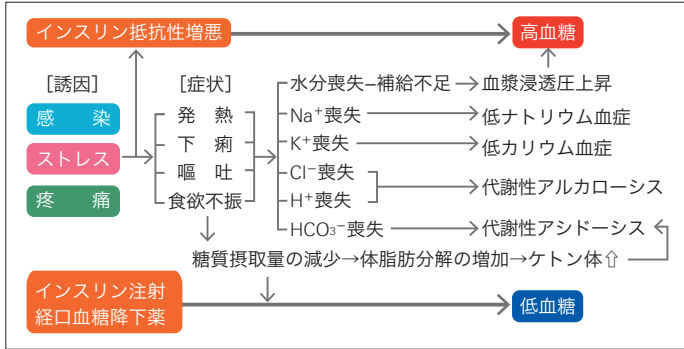 インスリン抵抗性増悪
高血糖
［誘因］
［症状］
水分喪失−補給不足→血漿浸透圧上昇
感　染
発　熱
Na⁺喪失→低ナトリウム血症
下　痢
K⁺喪失→低カリウム血症
ストレス
嘔　吐
Cl⁻喪失
代謝性アルカローシス
疼　痛
食欲不振
H⁺喪失
HCO₃⁻喪失→代謝性アシドーシス
糖質摂取量の減少→体脂肪分解の増加→ケトン体⇧
インスリン注射
経口血糖降下薬
低血糖